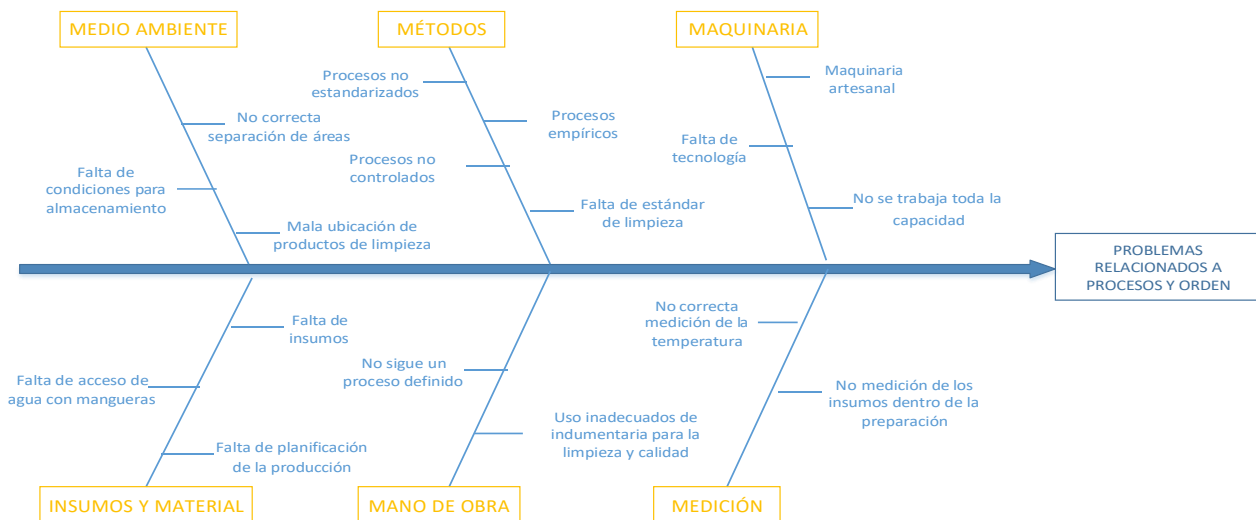 MEDIO AMBIENTE
MÉTODOS
MAQUINARIA
No correcta
separación de áreas
Falta de
condiciones para
almacenamiento
Mala ubicación de
productos de limpieza
Procesos no
estandarizados
Procesos
empíricos
Procesos no
controlados
Falta de estándar
de limpieza
Maquinaria
artesanal
Falta de
tecnología
No se trabaja toda la
capacidad
PROBLEMAS
RELACIONADOS A
PROCESOS Y ORDEN
Falta de
insumos
Falta de acceso de
agua con mangueras
Falta de planificación
de la producción
No sigue un
proceso definido
Uso inadecuados de
indumentaria para la
limpieza y calidad
No correcta
medición de la
temperatura
No medición de los
insumos dentro de la
preparación
INSUMOS Y MATERIAL
MANO DE OBRA
MEDICIÓN